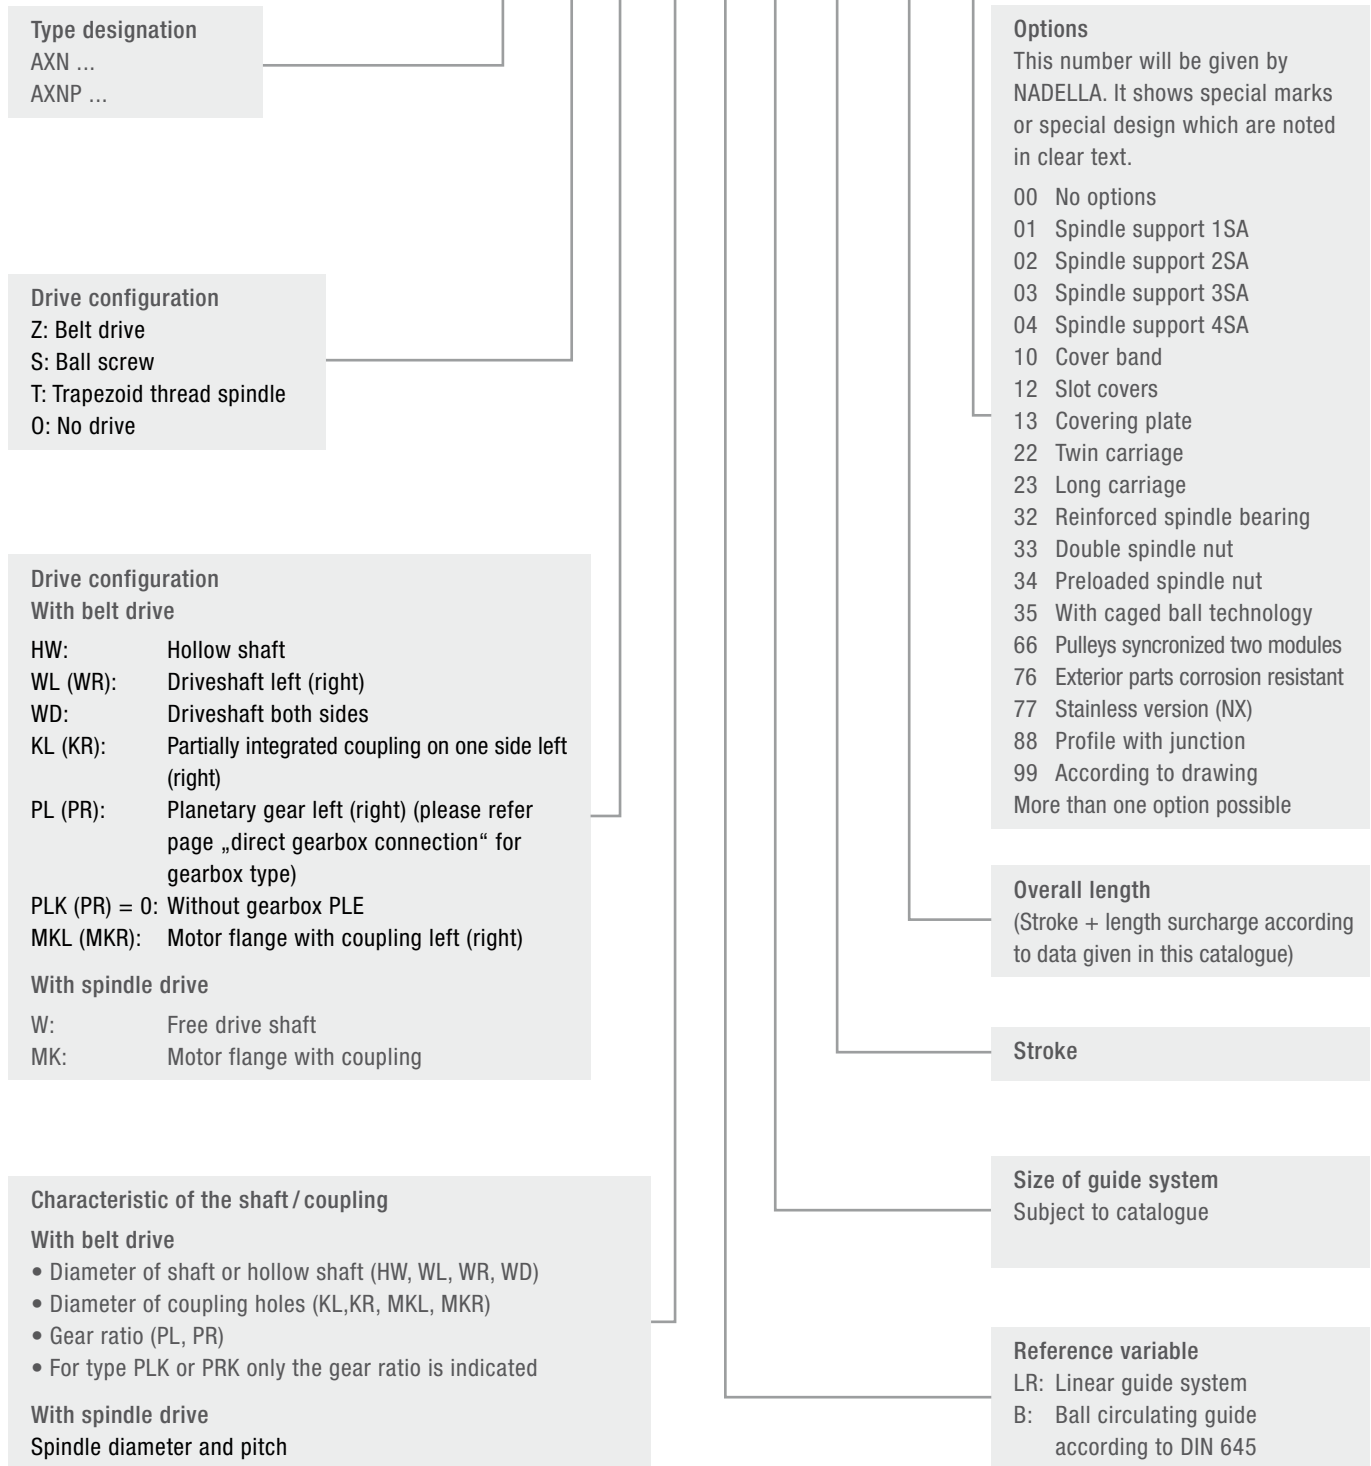 Type designation
AXN ...
AXNP ...
Drive configuration
Z: Belt drive
S: Ball screw
T: Trapezoid thread spindle
O: No drive
Drive configuration
With belt drive
HW: Hollow shaft
WL (WR): Driveshaft left (right)
WD: Driveshaft both sides
KL (KR): Partially integrated coupling on one side left
(right)
PL (PR): Planetary gear left (right) (please refer
page „direct gearbox connection“ for
gearbox type)
PLK (PR) = 0: Without gearbox PLE
MKL (MKR): Motor flange with coupling left (right)
With spindle drive
W: Free drive shaft
MK: Motor flange with coupling
Characteristic of the shaft / coupling
With belt drive
• Diameter of shaft or hollow shaft (HW, WL, WR, WD)
• Diameter of coupling holes (KL,KR, MKL, MKR)
• Gear ratio (PL, PR)
• For type PLK or PRK only the gear ratio is indicated
With spindle drive
Spindle diameter and pitch
Options
This number will be given by
NADELLA. It shows special marks
or special design which are noted
in clear text.
00 No options
01 Spindle support 1SA
02 Spindle support 2SA
03 Spindle support 3SA
04 Spindle support 4SA
10 Cover band
12 Slot covers
13 Covering plate
22 Twin carriage
23 Long carriage
32 Reinforced spindle bearing
33 Double spindle nut
34 Preloaded spindle nut
35 With caged ball technology
66 Pulleys syncronized two modules
76 Exterior parts corrosion resistant
77 Stainless version (NX)
88 Profile with junction
99 According to drawing
More than one option possible
Overall length
(Stroke + length surcharge according
to data given in this catalogue)
Stroke
Size of guide system
Subject to catalogue
Reference variable
LR: Linear guide system
B: Ball circulating guide
according to DIN 645